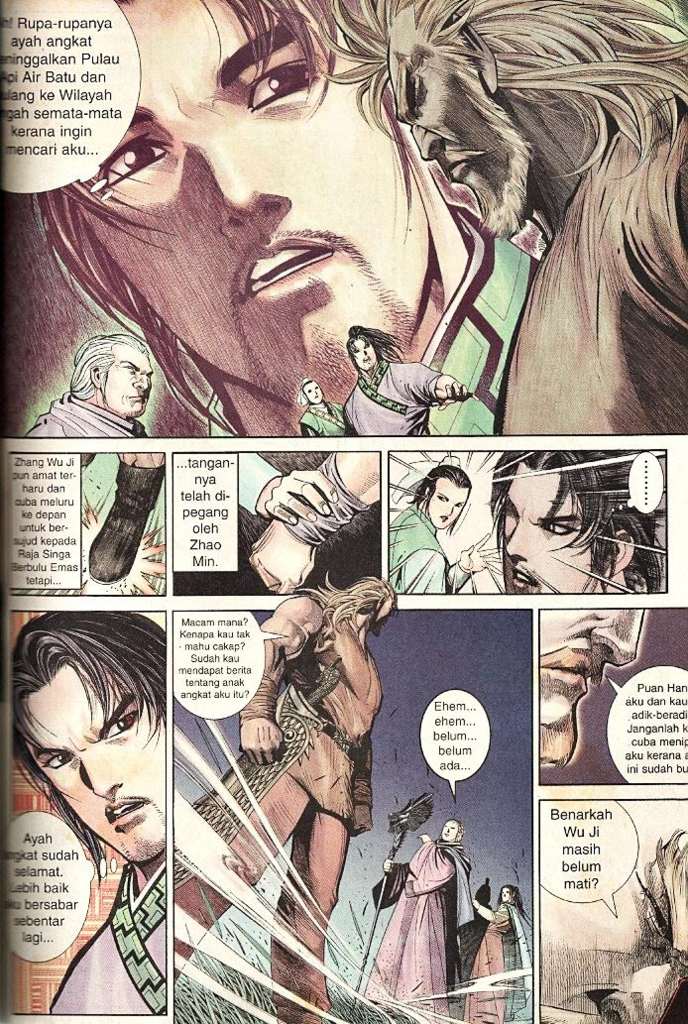 Rupa-rupanya
ayah angkat
Pulau
Air Batu dan
ke Wilayah
semata-mata
kerana ingin
mencari aku...
Zhang Wu Ji
pun amat ter-
haru dan
cuba meluru
ke depan
untuk ber-
sujud kepada
Raja Singa
Berbulu Emas
tetapi...
...tangan-
nya
telah di-
pegang
oleh
Zhao
Min.
......
Macam mana?
Kenapa kau tak
mahu cakap?
Sudah kau
mendapat berita
tentang anak
angkat aku itu?
Ehem...
ehem...
belum...
belum
ada...
Puan Han
aku dan kau
adik-beradi
Janganlah k
cuba menip
aku kerana
ini sudah bu
Ayah
angkat sudah
selamat.
Lebih baik
aku bersabar
sebentar
lagi...
Benarkah
Wu Ji
masih
belum
mati?